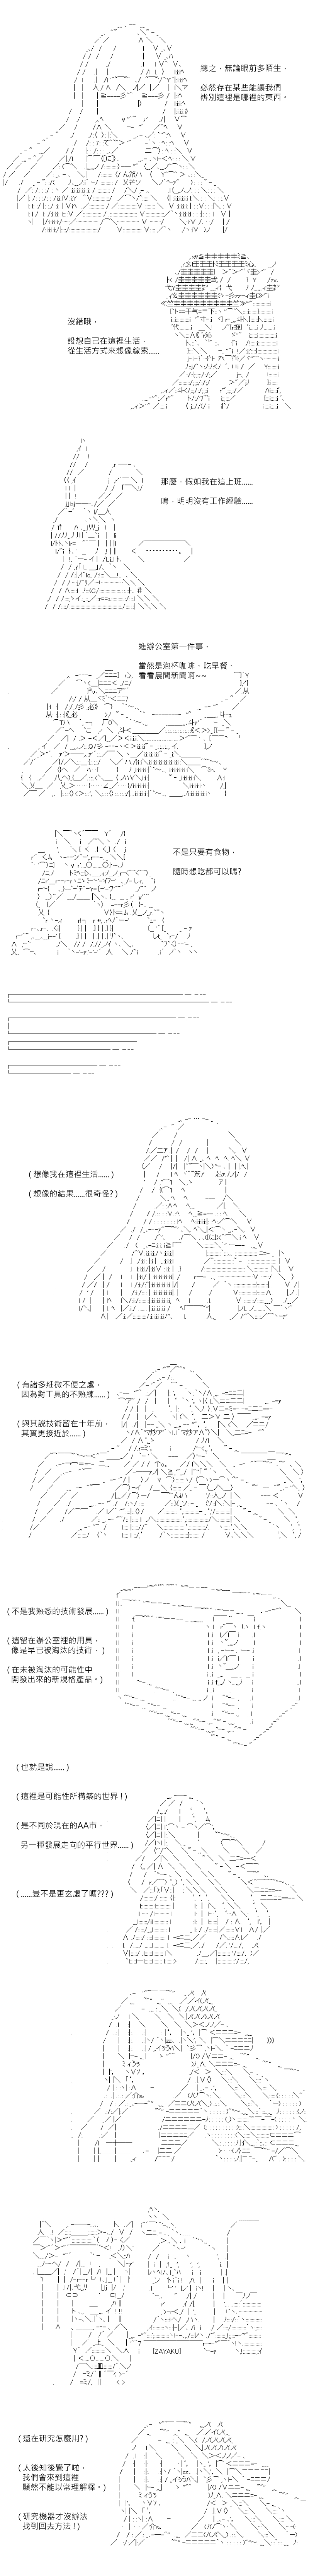 總之，無論眼前多陌生，
必然存在某些能讓我們
辨別這裡是哪裡的東西。
沒錯哦，
設想自己在這裡生活，
從生活方式來想像線索......
那麼，假如我在這上班......
嗚，明明沒有工作經驗......
‧‧‧‧‧‧‧‧‧‧。
進辦公室第一件事，
當然是泡杯咖啡、吃早餐、
看看晨間新聞啊~~
不是只要有食物，
隨時想吃都可以嗎?
( 想像我在這裡生活...... )
( 想像的結果......很奇怪? )
( 有諸多細微不便之處，
因為對工具的不熟練...... )
( 與其說技術留在十年前，
其實更接近於...... )
( 不是我熟悉的技術發展...... )
( 遺留在辦公室裡的用具，
像是早已被淘汰的技術， )
( 在未被淘汰的可能性中
開發出來的新規格產品。)
( 也就是說...... )
( 這裡是可能性所構築的世界 ! )
( 是不同於現在的AA市，
另一種發展走向的平行世界...... )
( ......豈不是更玄虛了嗎??? )
[ZAYAKU]
( 還在研究怎麼用? )
( 太後知後覺了啦，
我們會來到這裡
顯然不能以常理解釋。)
( 研究機器才沒辦法
找到回去方法 ! )